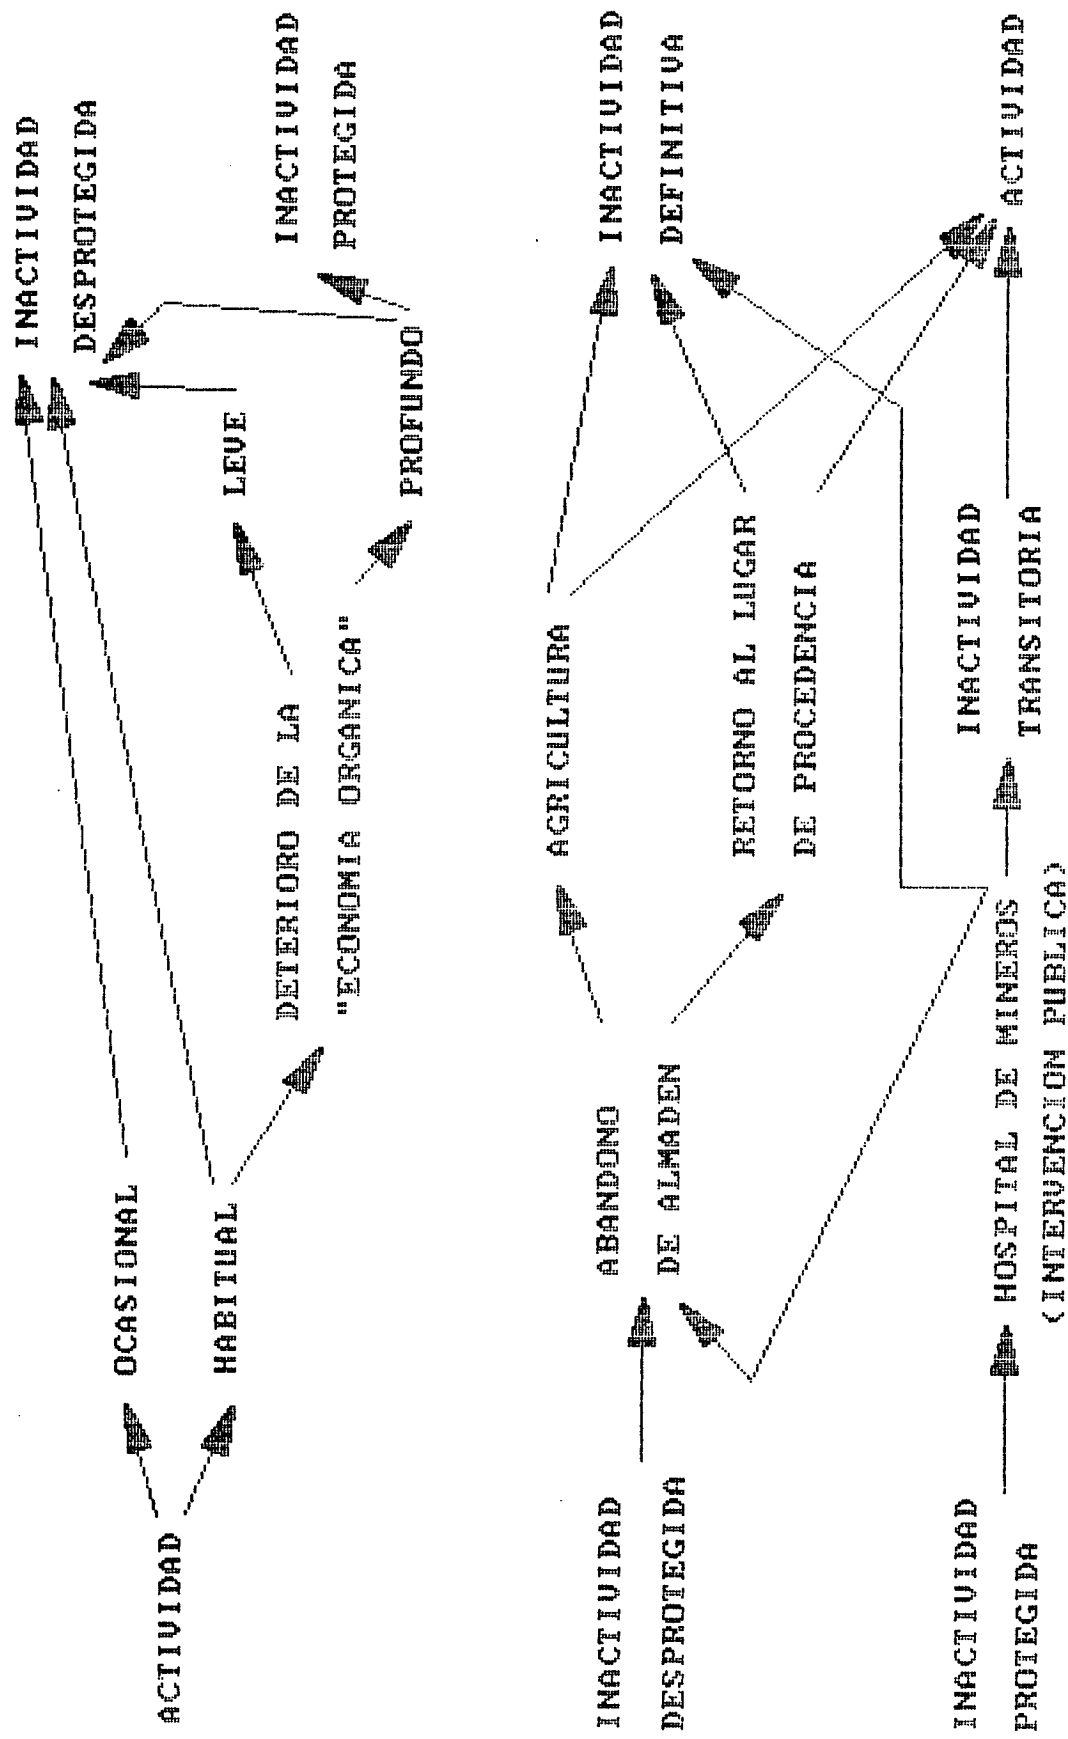 ACTIVIDAD
OCASIONAL
HABITUAL
DETERIORO DE LA
"ECONOMIA ORGANICA"
LEVE
PROFUNDO
INACTIVIDAD
DESPROTEGIDA
INACTIVIDAD
PROTEGIDA
INACTIVIDAD
DESPROTEGIDA
ABANDONO
DE ALMADEN
AGRICULTURA
RETORNO AL LUGAR
DE PROCEDENCIA
INACTIVIDAD
DEFINITIVA
INACTIVIDAD
PROTEGIDA
HOSPITAL DE MINEROS
(INTERVENCION PUBLICA)
INACTIVIDAD
TRANSITORIA
ACTIVIDAD